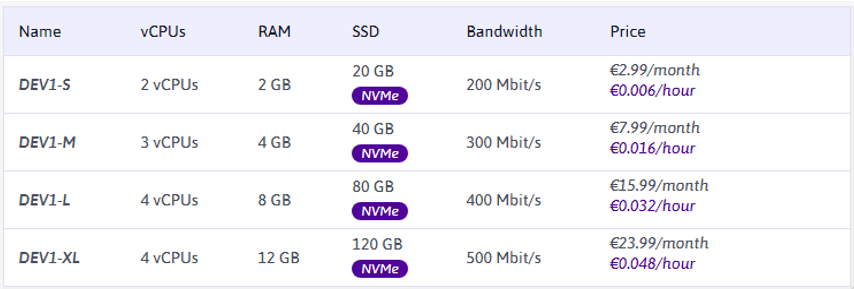 Name vCPUs RAM SSD Bandwidth Price
DEV1-S 2 vCPUs 2 GB 20 GB NVMe 200 Mbit/s €2.99/month €0.006/hour
DEV1-M 3 vCPUs 4 GB 40 GB NVMe 300 Mbit/s €7.99/month €0.016/hour
DEV1-L 4 vCPUs 8 GB 80 GB NVMe 400 Mbit/s €15.99/month €0.032/hour
DEV1-XL 4 vCPUs 12 GB 120 GB NVMe 500 Mbit/s €23.99/month €0.048/hour